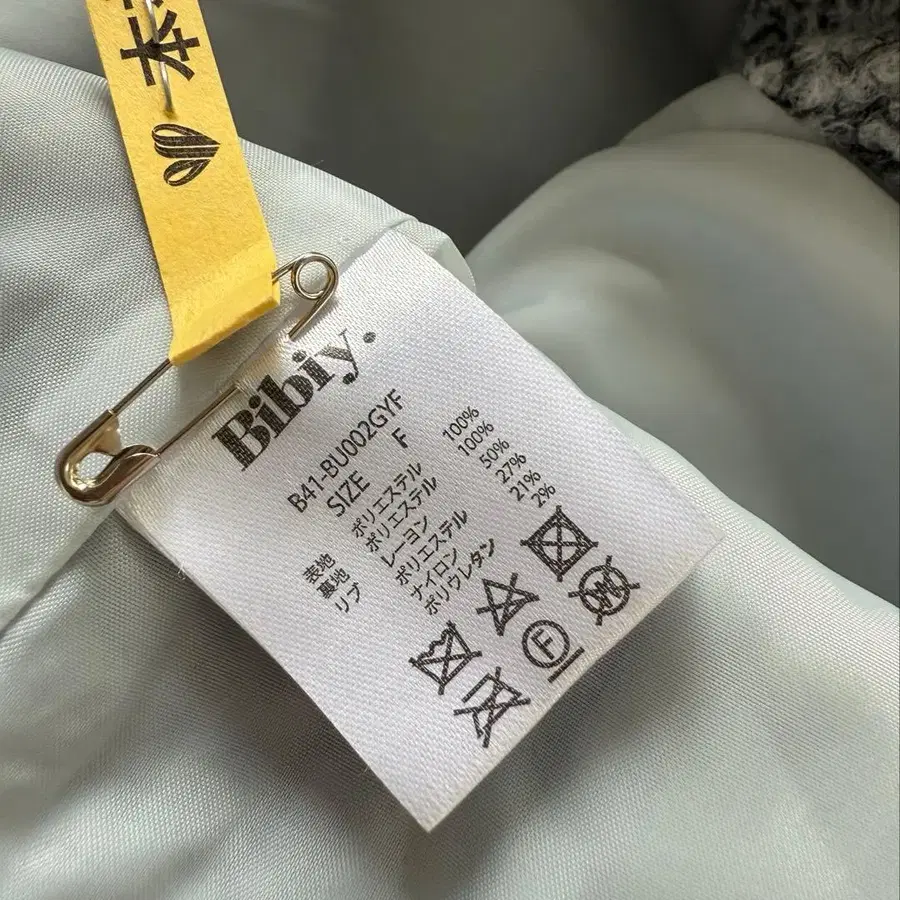 本
Bibiy.
B41-BU002GYF
SIZE F
表地 ポリエステル 100%
裏地 ポリエステル 100%
リブ レーヨン 50%
ポリエステル 27%
ナイロン 21%
ポリウレタン 2%
F
W